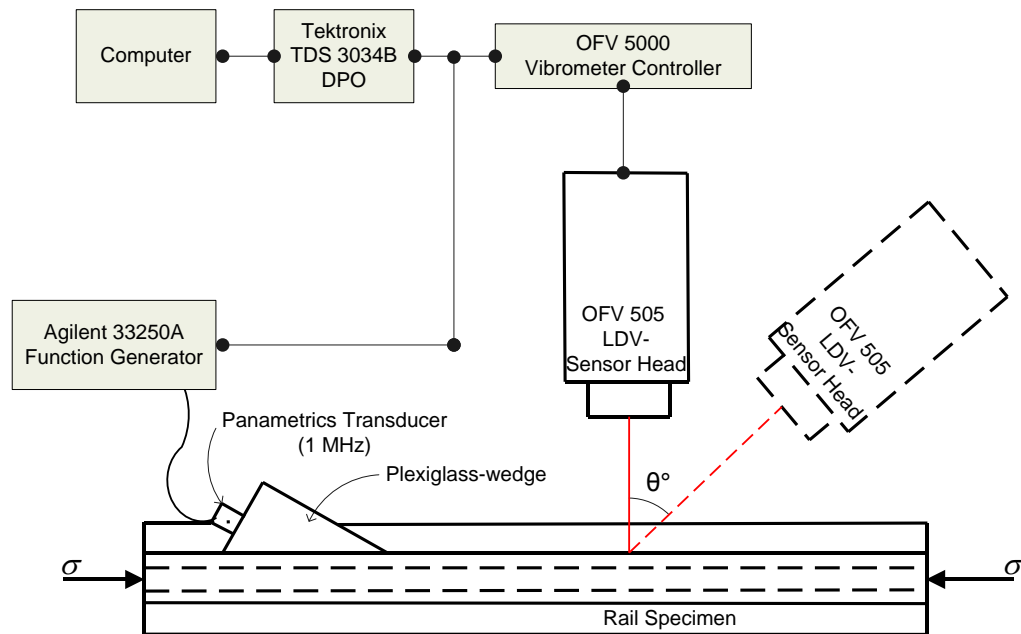 Computer
Tektronix
TDS 3034B
DPO
OFV 5000
Vibrometer Controller
OFV 505
LDV-
Sensor Head
OFV 505
LDV-
Sensor Head
Agilent 33250A
Function Generator
Panametrics Transducer
(1 MHz)
Plexiglass-wedge
θ°
σ
σ
Rail Specimen